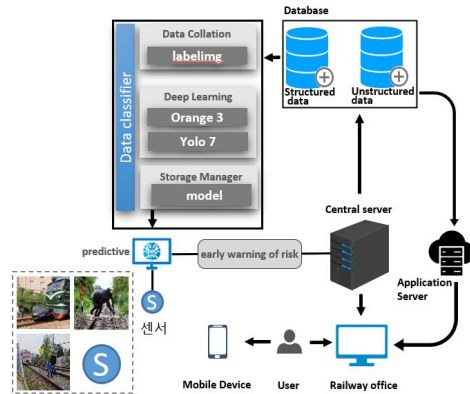 Database
Data Collation
labelimg
Data classifier
Deep Learning
Orange 3
Yolo 7
Storage Manager
model
Structured
data
Unstructured
data
Central server
predictive
early warning of risk
S
센서
S
Application
Server
Mobile Device
User
Railway office